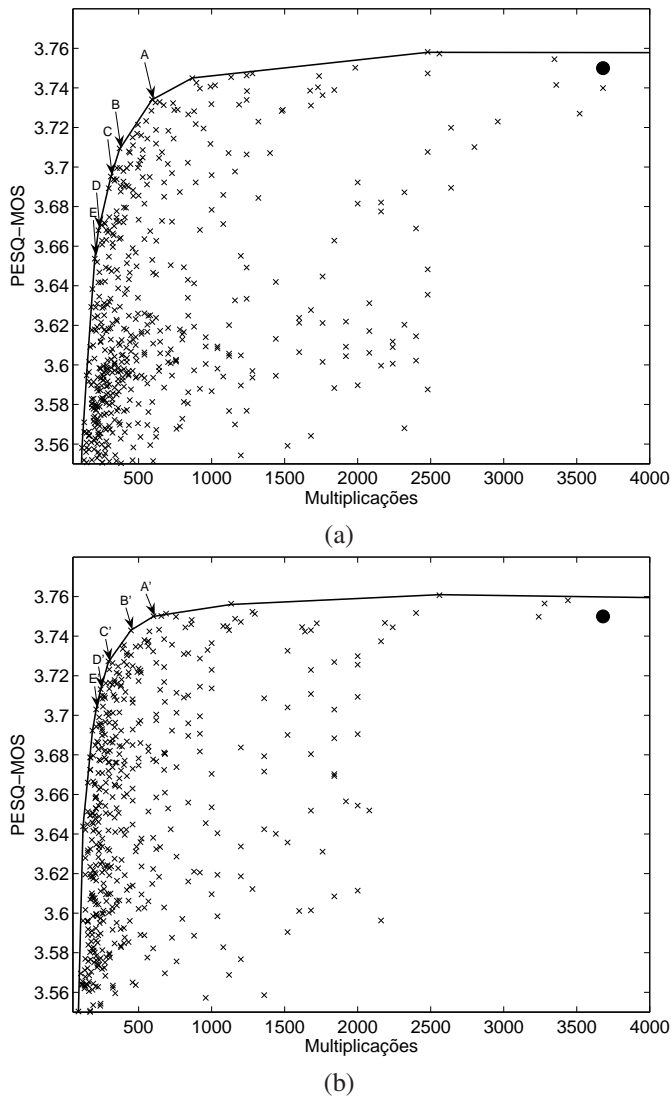 3.76
3.74
3.72
3.7
3.68
3.66
3.64
3.62
3.6
3.58
3.56
PESQ–MOS
A
B
C
D
E
500 1000 1500 2000 2500 3000 3500 4000
Multiplicações
(a)
3.76
3.74
3.72
3.7
3.68
3.66
3.64
3.62
3.6
3.58
3.56
PESQ–MOS
A'
B'
C'
D'
E'
500 1000 1500 2000 2500 3000 3500 4000
Multiplicações
(b)